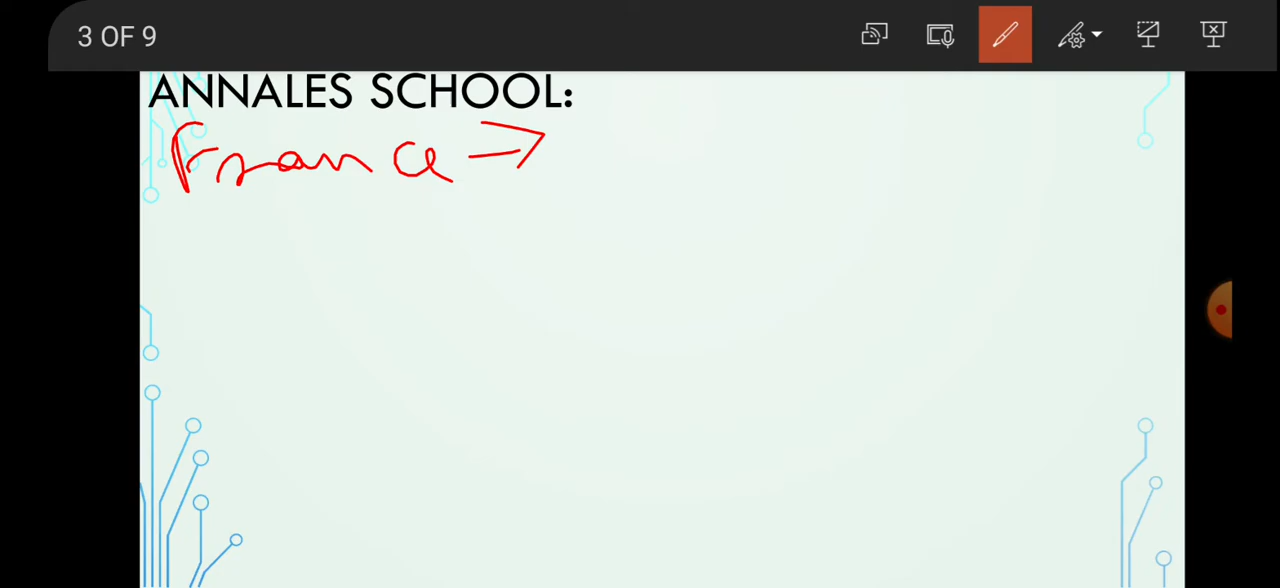 3 OF 9
ANNALES SCHOOL:
France →